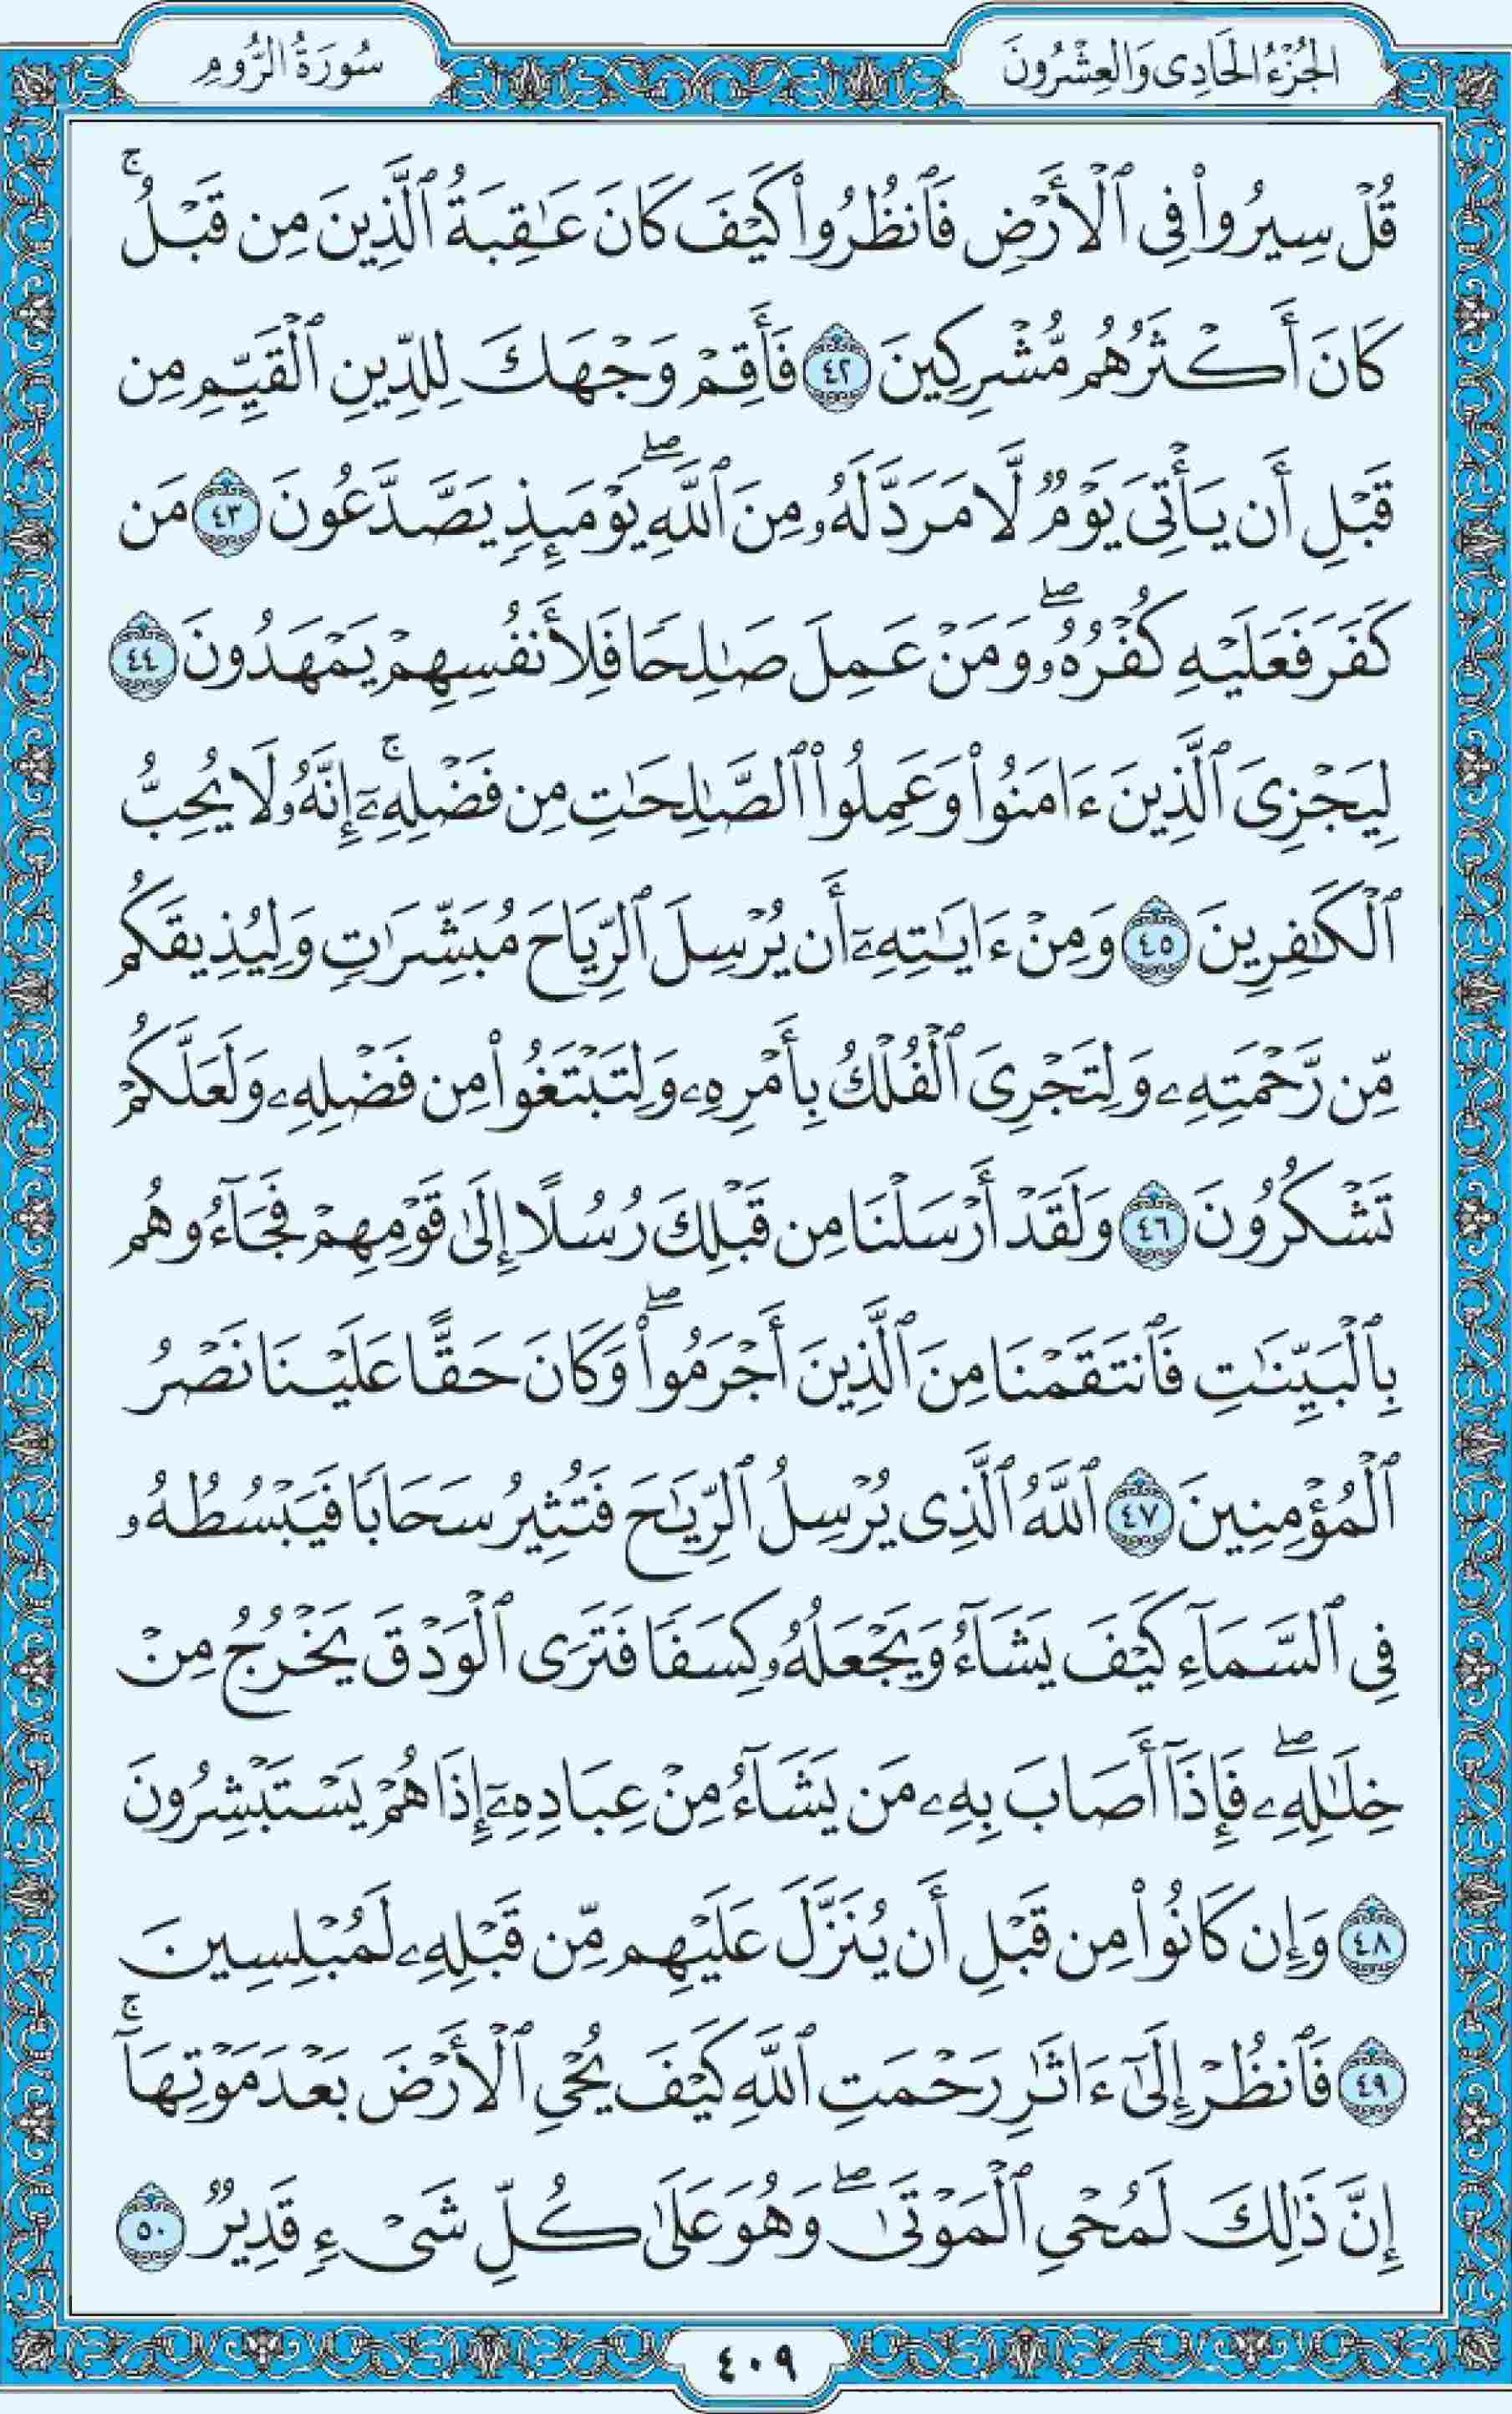 الجُزْءُ الحَادِى وَالعِشْرُونَ
سُورَةُ الرُّومِ
قُلْ سِيرُوا۟ فِى ٱلْأَرْضِ فَٱنظُرُوا۟ كَيْفَ كَانَ عَـٰقِبَةُ ٱلَّذِينَ مِن قَبْلُ ۚ
كَانَ أَكْثَرُهُم مُّشْرِكِينَ ٤٢ فَأَقِمْ وَجْهَكَ لِلدِّينِ ٱلْقَيِّمِ مِن
قَبْلِ أَن يَأْتِىَ يَوْمٌ لَّا مَرَدَّ لَهُۥ مِنَ ٱللَّهِ ۖ يَوْمَئِذٍ يَصَّدَّعُونَ ٤٣ مَن
كَفَرَ فَعَلَيْهِ كُفْرُهُۥ ۖ وَمَنْ عَمِلَ صَـٰلِحًا فَلِأَنفُسِهِمْ يَمْهَدُونَ ٤٤
لِيَجْزِىَ ٱلَّذِينَ ءَامَنُوا۟ وَعَمِلُوا۟ ٱلصَّـٰلِحَـٰتِ مِن فَضْلِهِۦٓ ۚ إِنَّهُۥ لَا يُحِبُّ
ٱلْكَـٰفِرِينَ ٤٥ وَمِنْ ءَايَـٰتِهِۦٓ أَن يُرْسِلَ ٱلرِّيَاحَ مُبَشِّرَٰتٍ وَلِيُذِيقَكُم
مِّن رَّحْمَتِهِۦ وَلِتَجْرِىَ ٱلْفُلْكُ بِأَمْرِهِۦ وَلِتَبْتَغُوا۟ مِن فَضْلِهِۦ وَلَعَلَّكُمْ
تَشْكُرُونَ ٤٦ وَلَقَدْ أَرْسَلْنَا مِن قَبْلِكَ رُسُلًا إِلَىٰ قَوْمِهِمْ فَجَآءُوهُم
بِٱلْبَيِّنَـٰتِ فَٱنتَقَمْنَا مِنَ ٱلَّذِينَ أَجْرَمُوا۟ ۖ وَكَانَ حَقًّا عَلَيْنَا نَصْرُ
ٱلْمُؤْمِنِينَ ٤٧ ٱللَّهُ ٱلَّذِى يُرْسِلُ ٱلرِّيَـٰحَ فَتُثِيرُ سَحَابًا فَيَبْسُطُهُۥ
فِى ٱلسَّمَآءِ كَيْفَ يَشَآءُ وَيَجْعَلُهُۥ كِسَفًا فَتَرَى ٱلْوَدْقَ يَخْرُجُ مِنْ
خِلَـٰلِهِۦ ۖ فَإِذَآ أَصَابَ بِهِۦ مَن يَشَآءُ مِنْ عِبَادِهِۦٓ إِذَا هُمْ يَسْتَبْشِرُونَ
٤٨ وَإِن كَانُوا۟ مِن قَبْلِ أَن يُنَزَّلَ عَلَيْهِم مِّن قَبْلِهِۦ لَمُبْلِسِينَ
٤٩ فَٱنظُرْ إِلَىٰٓ ءَاثَـٰرِ رَحْمَتِ ٱللَّهِ كَيْفَ يُحْىِ ٱلْأَرْضَ بَعْدَ مَوْتِهَآ ۚ
إِنَّ ذَٰلِكَ لَمُحْىِ ٱلْمَوْتَىٰ ۖ وَهُوَ عَلَىٰ كُلِّ شَىْءٍ قَدِيرٌ ٥٠
٤٠٩